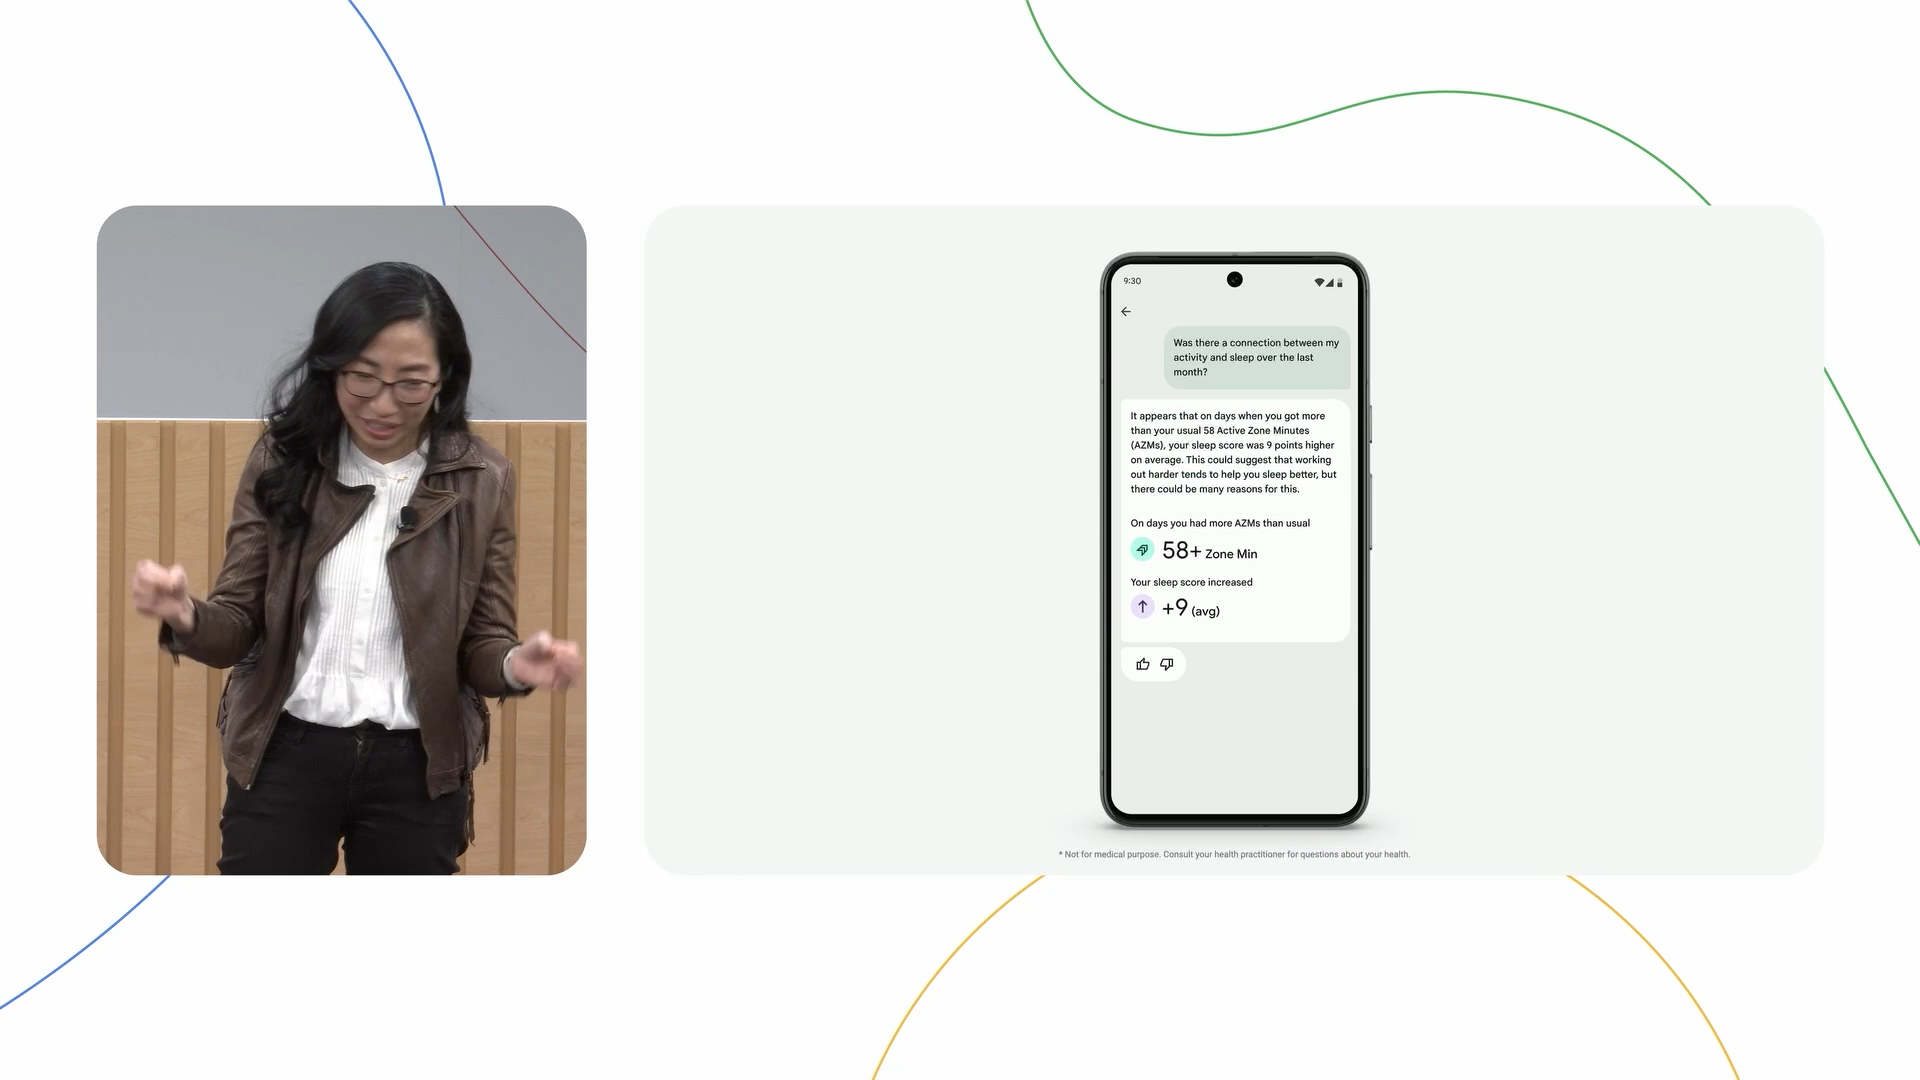 9:30
Was there a connection between my
activity and sleep over the last
month?
It appears that on days when you got more
than your usual 58 Active Zone Minutes
(AZMs), your sleep score was 9 points higher
on average. This could suggest that working
out harder tends to help you sleep better, but
there could be many reasons for this.
On days you had more AZMs than usual
58+ Zone Min
Your sleep score increased
+9 (avg)
* Not for medical purpose. Consult your health practitioner for questions about your health.